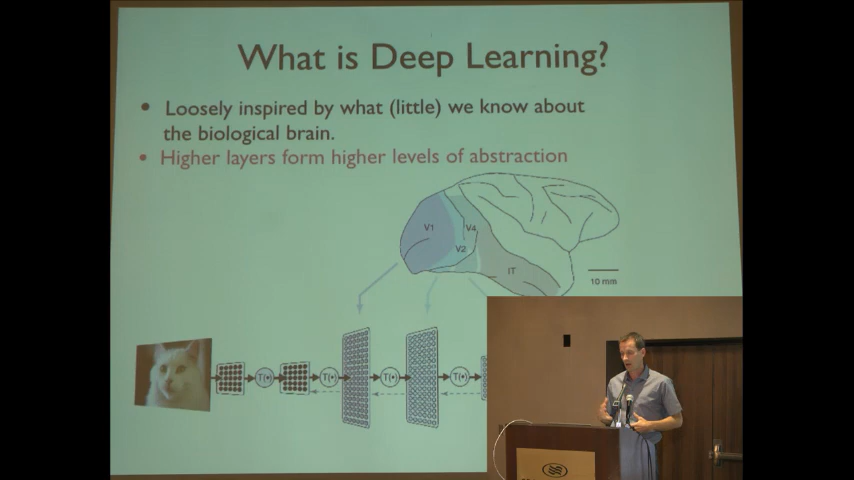 What is Deep Learning?
• Loosely inspired by what (little) we know about
the biological brain.
• Higher layers form higher levels of abstraction
V1
V4
V2
IT
10 mm
T(•)
T(•)
T(•)
T(•)